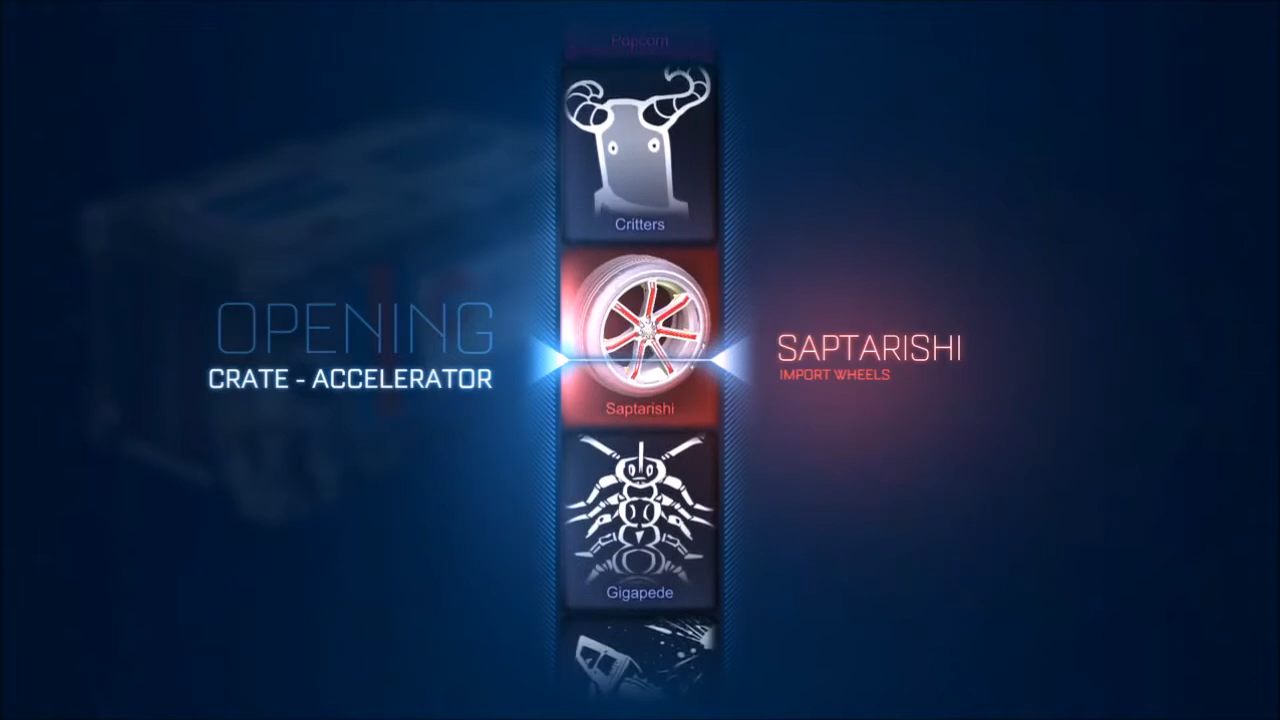 Popcorn
Critters
OPENING
CRATE - ACCELERATOR
Saptarishi
SAPTARISHI
IMPORT WHEELS
Gigapede